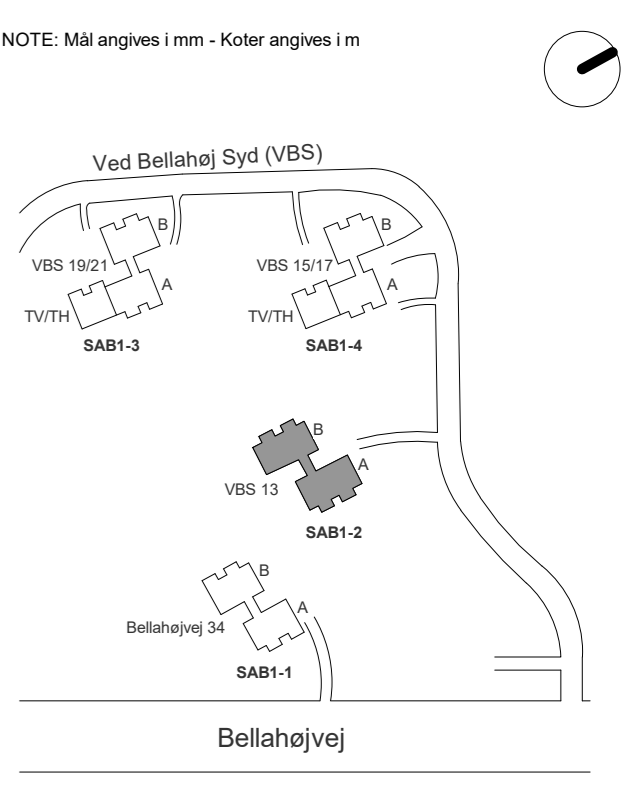 NOTE: Mål angives i mm - Koter angives i m
Ved Bellahøj Syd (VBS)
B
VBS 19/21
A
TV/TH
SAB1-3
B
VBS 15/17
A
TV/TH
SAB1-4
B
A
VBS 13
SAB1-2
B
A
Bellahøjvej 34
SAB1-1
Bellahøjvej